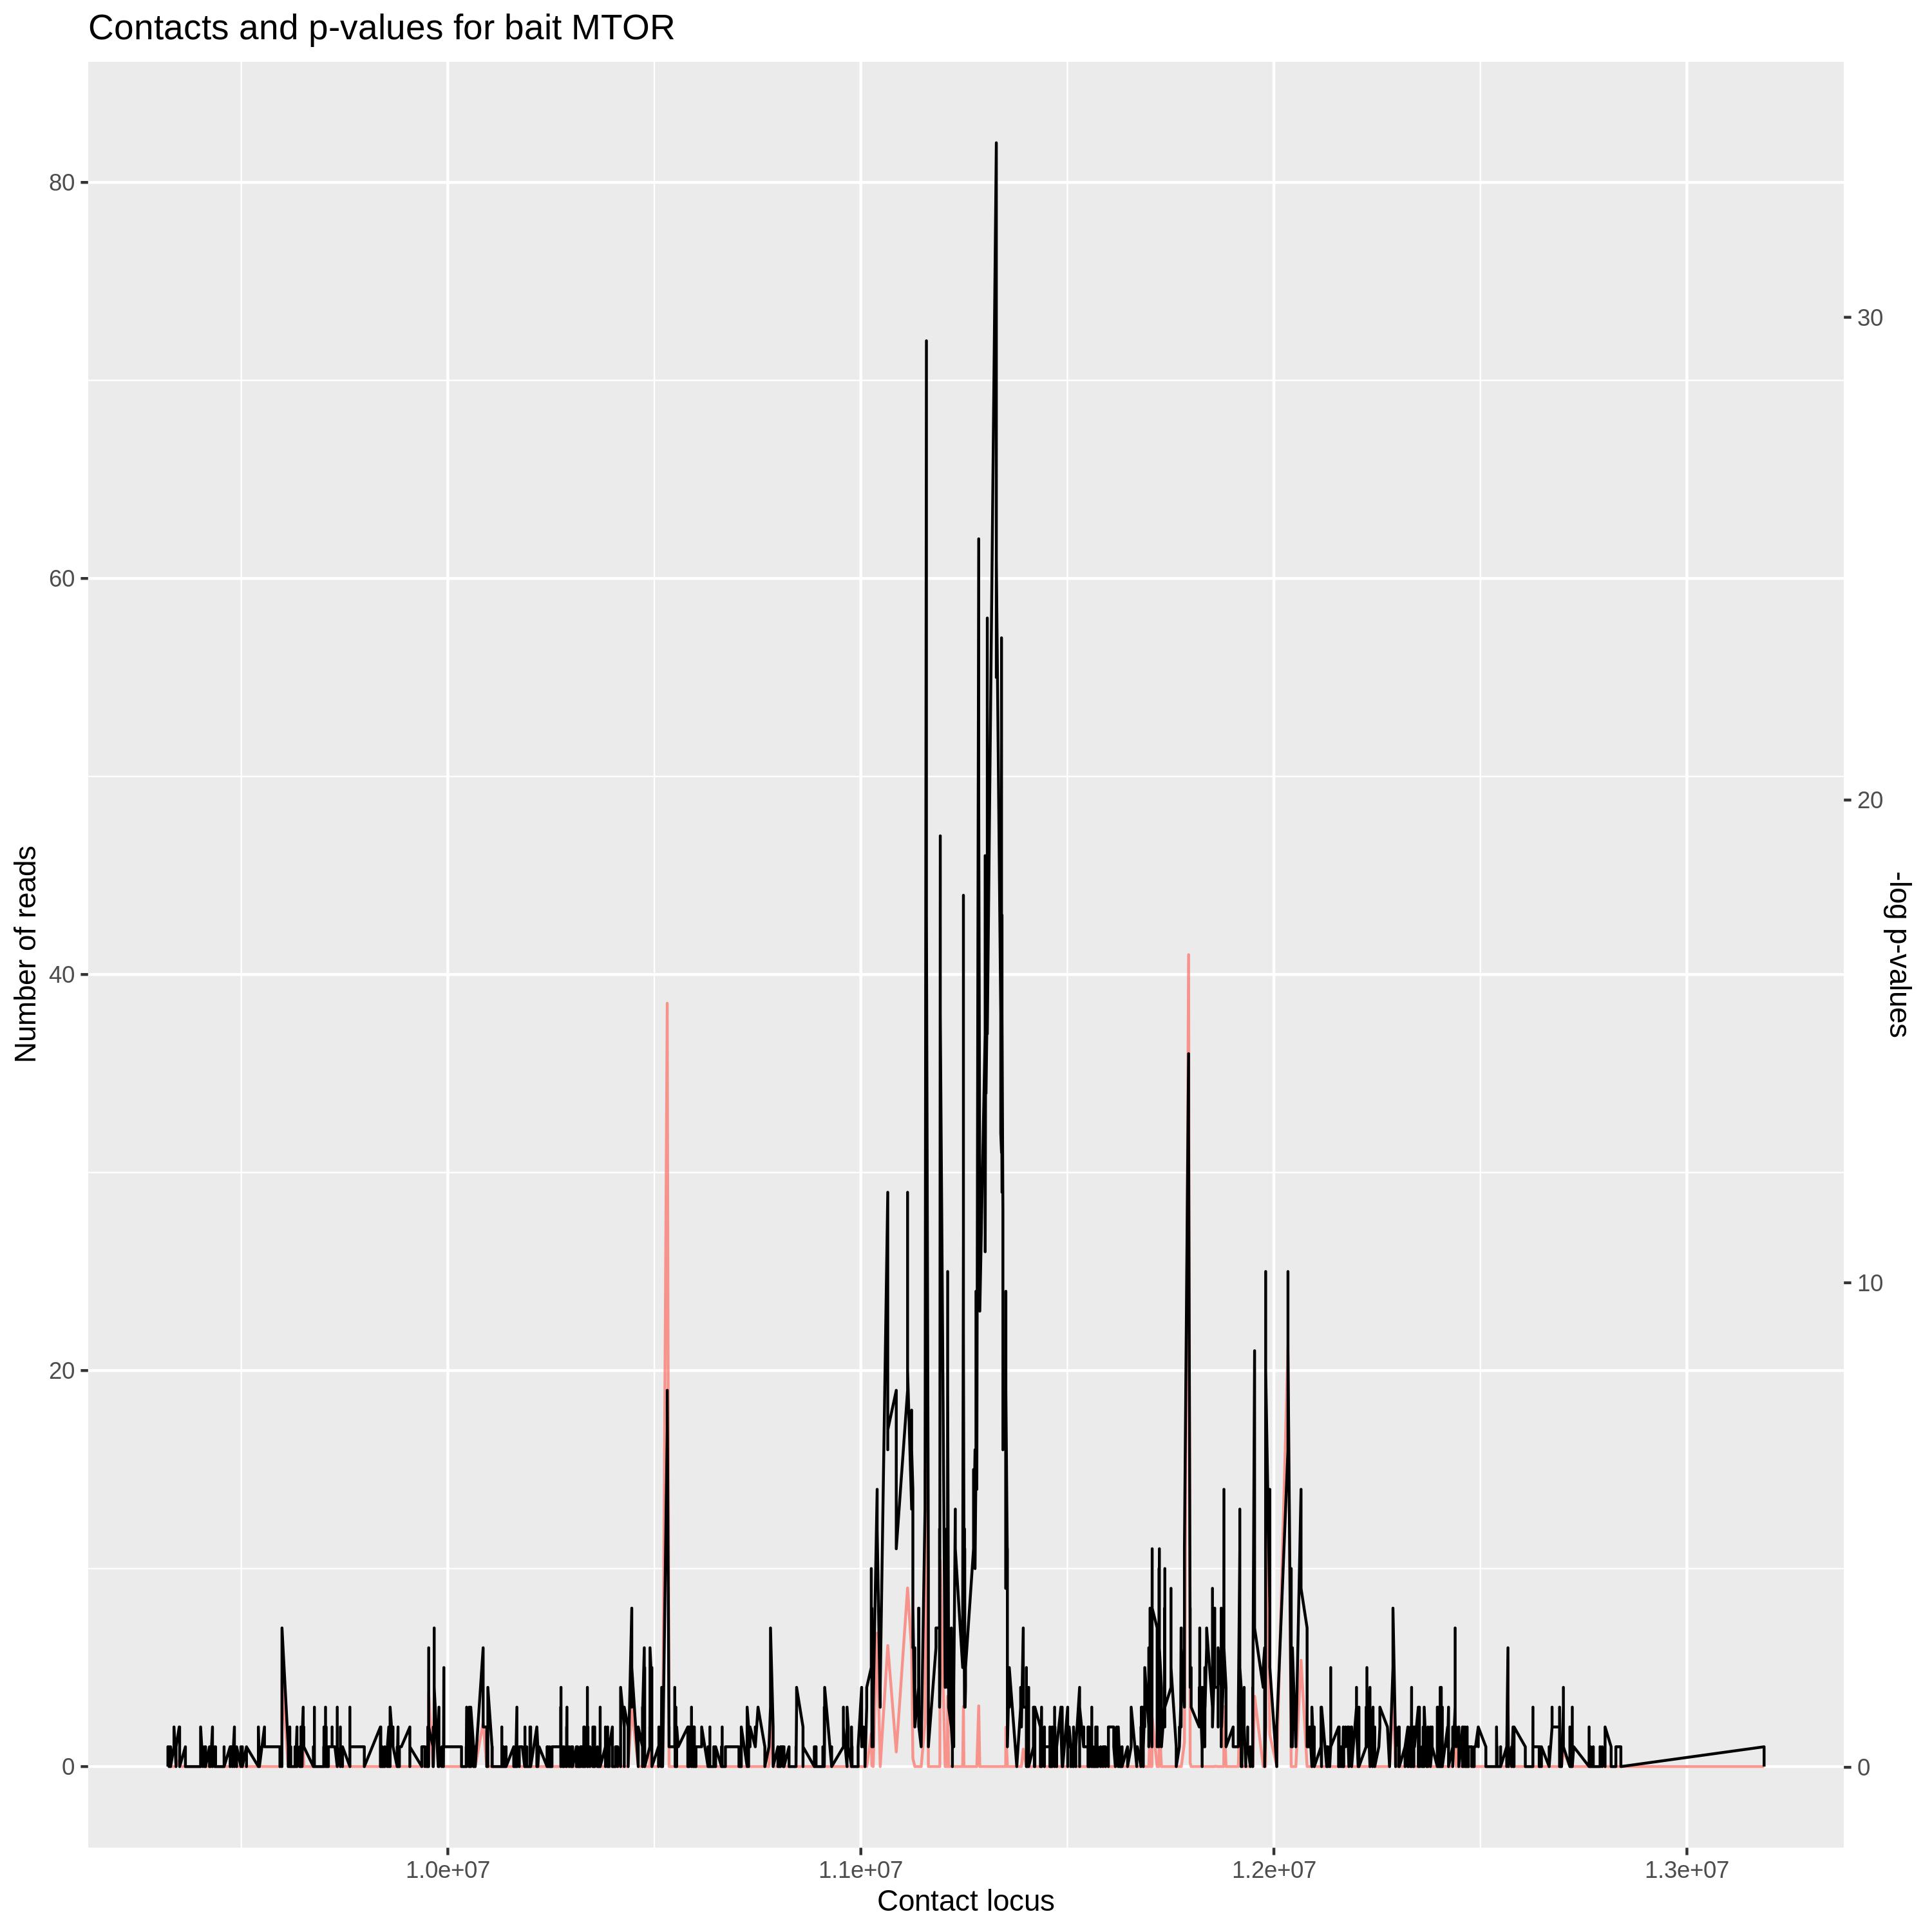 Contacts and p-values for bait MTOR
80
60
40
20
0
Number of reads
30
20
10
0
-log p-values
1.0e+07
1.1e+07
1.2e+07
1.3e+07
Contact locus